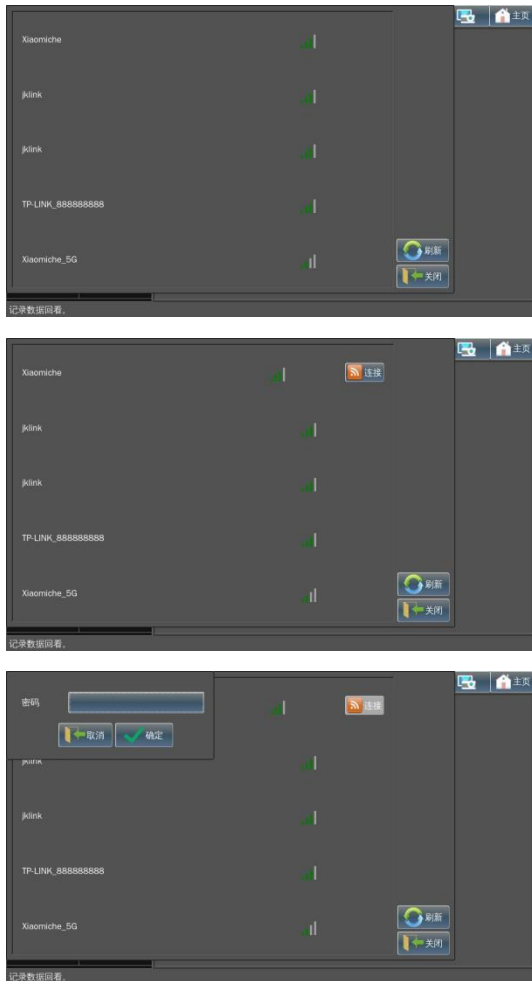 主页
Xiaomiche
jklink
jklink
TP-LINK_888888888
Xiaomiche_5G
刷新
关闭
记录数据回看。
主页
Xiaomiche
连接
jklink
jklink
TP-LINK_888888888
Xiaomiche_5G
刷新
关闭
记录数据回看。
主页
密码
连接
取消
确定
jklink
jklink
TP-LINK_888888888
Xiaomiche_5G
刷新
关闭
记录数据回看。